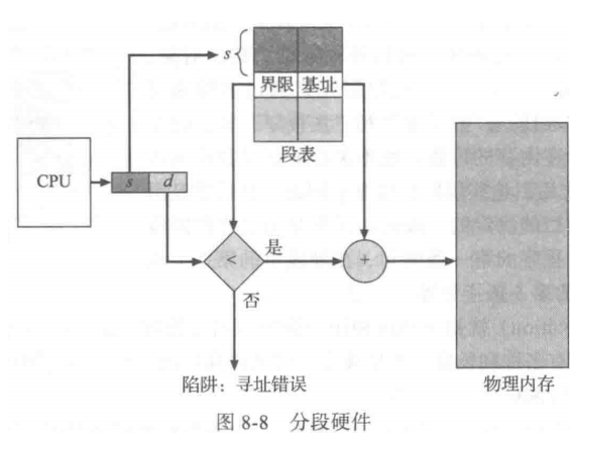 s
界限 基址
段表
CPU
s d
<
是
+
否
陷阱：寻址错误
物理内存
图 8-8 分段硬件